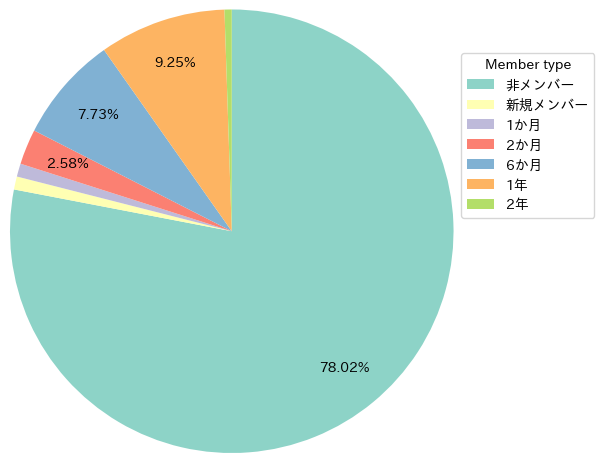 9.25%
7.73%
2.58%
78.02%
Member type
非メンバー
新規メンバー
1か月
2か月
6か月
1年
2年